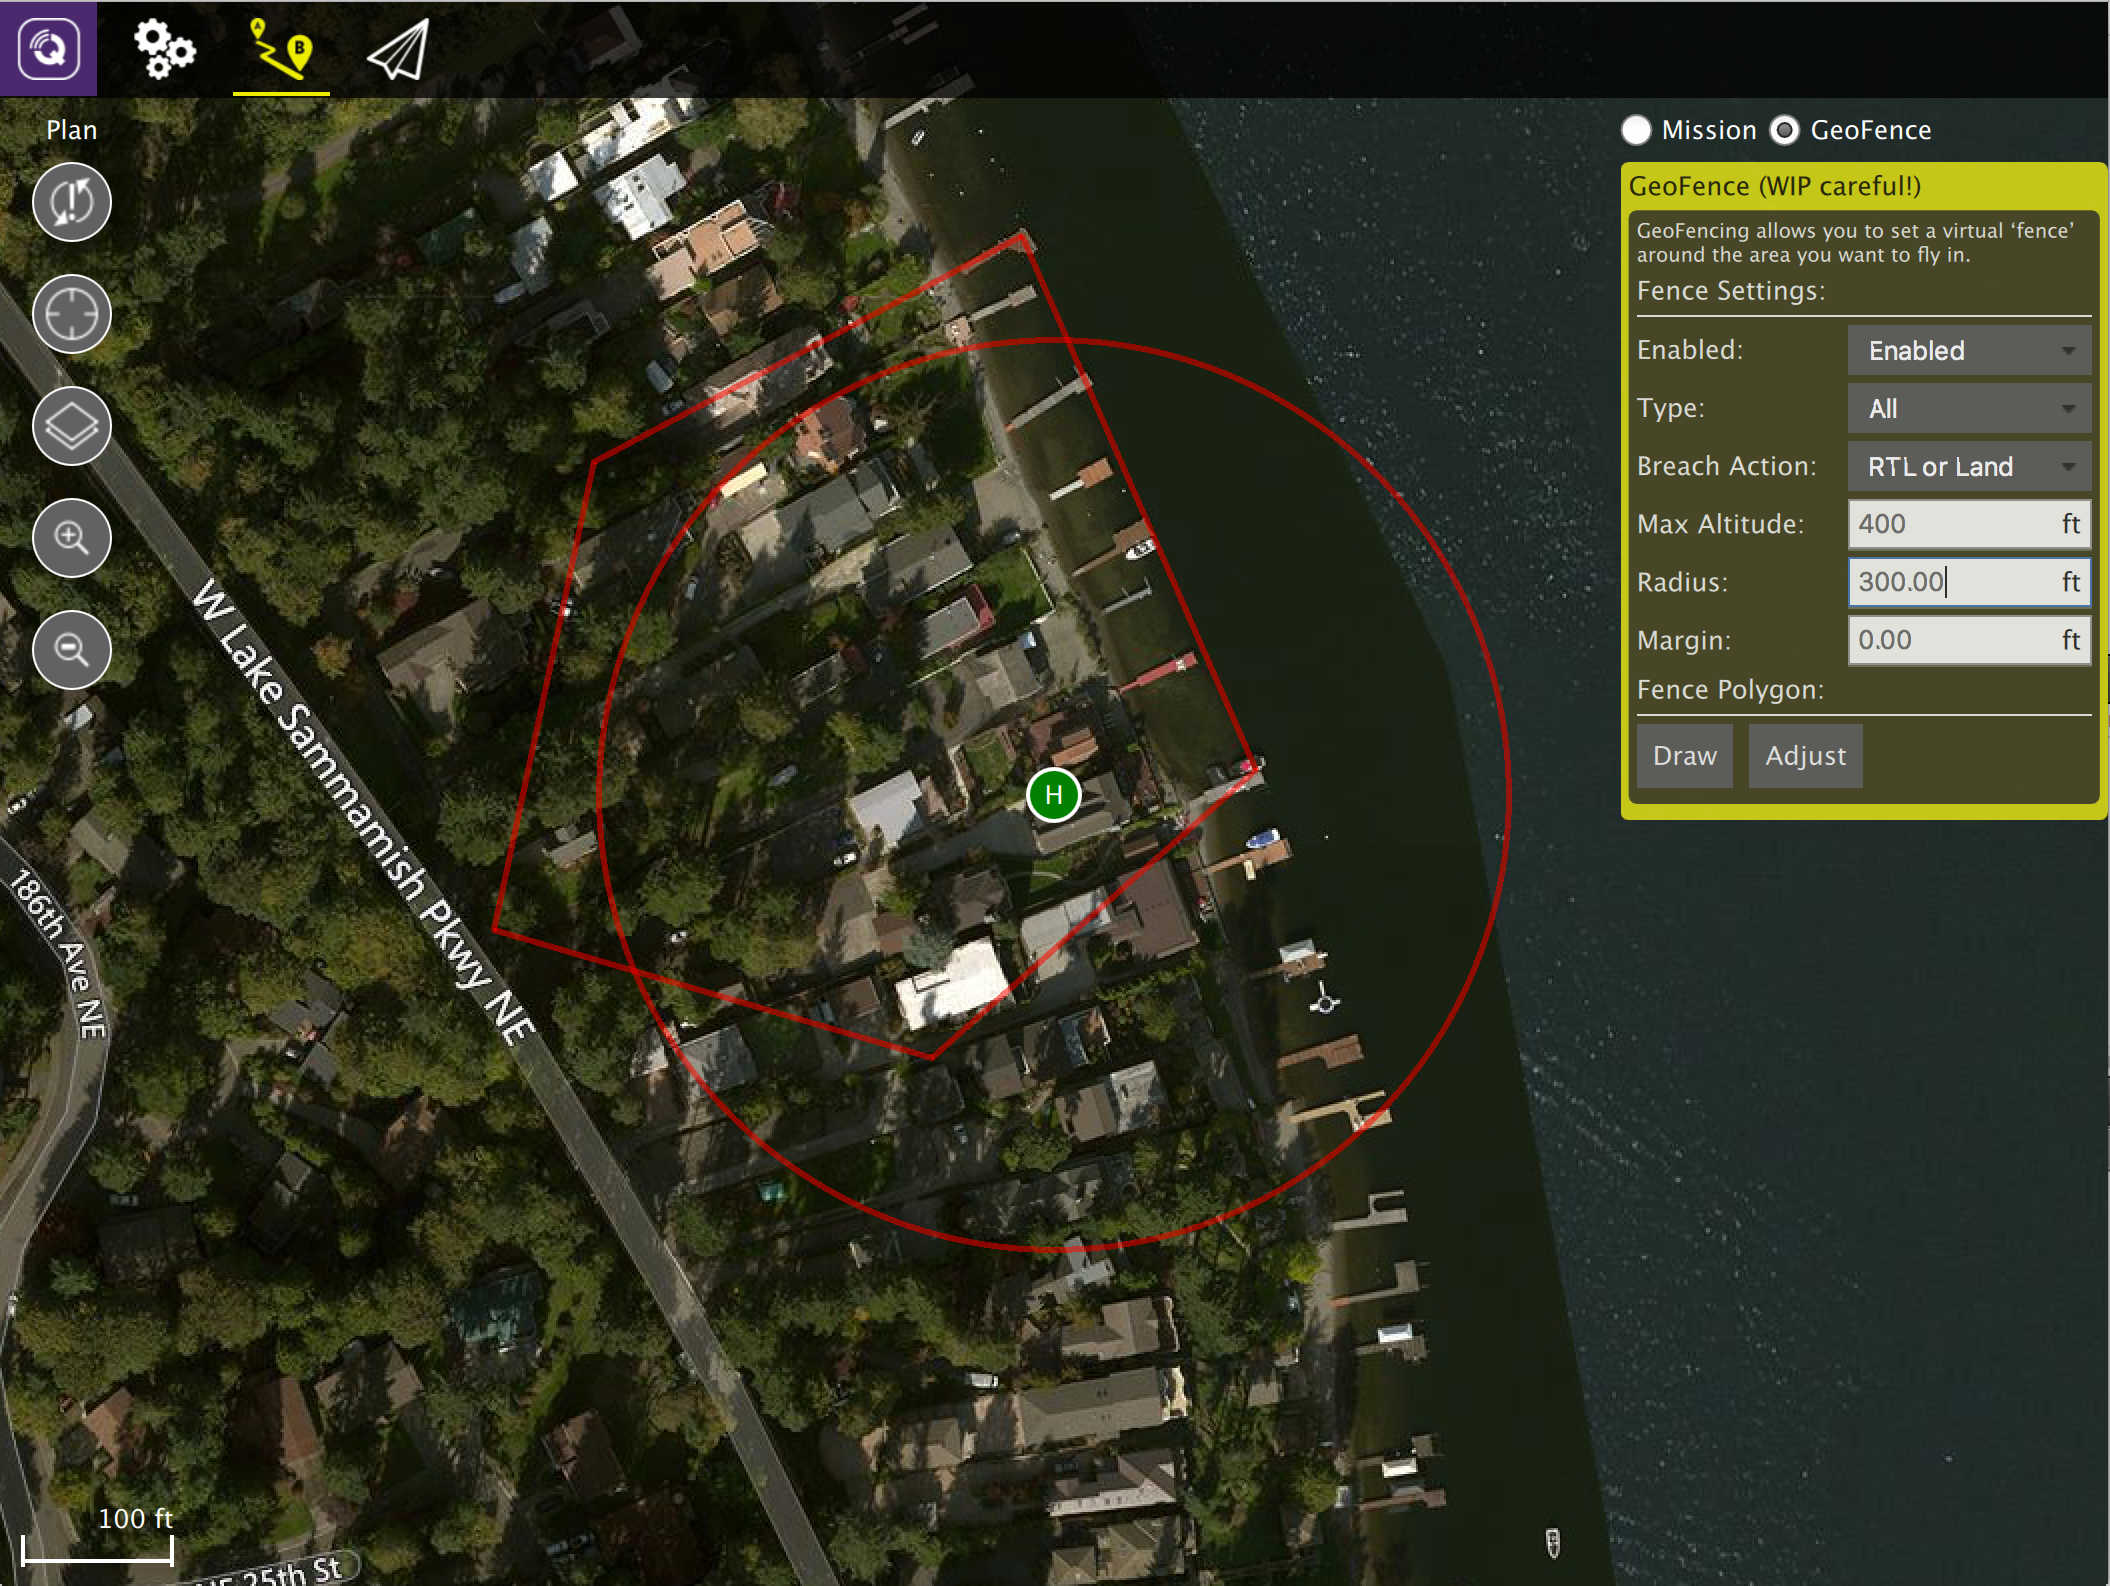 Plan
A
B
Mission
GeoFence
GeoFence (WIP careful!)
GeoFencing allows you to set a virtual ‘fence’
around the area you want to fly in.
Fence Settings:
Enabled: Enabled
Type: All
Breach Action: RTL or Land
Max Altitude: 400 ft
Radius: 300.00 ft
Margin: 0.00 ft
Fence Polygon:
Draw
Adjust
W Lake Sammamish Pkwy NE
H
186th Ave NE
100 ft
NE 25th St